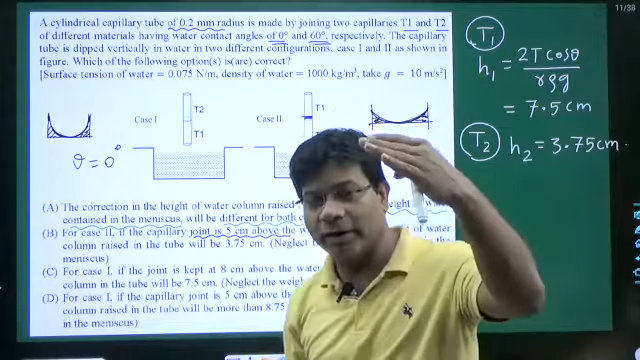 11/38
A cylindrical capillary tube of 0.2 mm radius is made by joining two capillaries T1 and T2
of different materials having water contact angles of 0° and 60°, respectively. The capillary
tube is dipped vertically in water in two different configurations, case I and II as shown in
figure. Which of the following option(s) is(are) correct?
[Surface tension of water = 0.075 N/m, density of water = 1000 kg/m³, take g = 10 m/s²]
Case I
T2
T1
Case II
T1
θ = 0°
(A) The correction in the height of water column raised
contained in the meniscus, will be different for both
(B) For case II, if the capillary joint is 5 cm above the of water
column raised in the tube will be 3.75 cm. (Neglect
meniscus)
(C) For case I, if the joint is kept at 8 cm above the water
column in the tube will be 7.5 cm. (Neglect the weight
meniscus)
(D) For case I, if the capillary joint is 5 cm above the
column raised in the tube will be more than 8.75
in the meniscus)
T1
h₁ = 2T cosθ / rρg
= 7.5 cm
T2 h₂ = 3.75 cm.